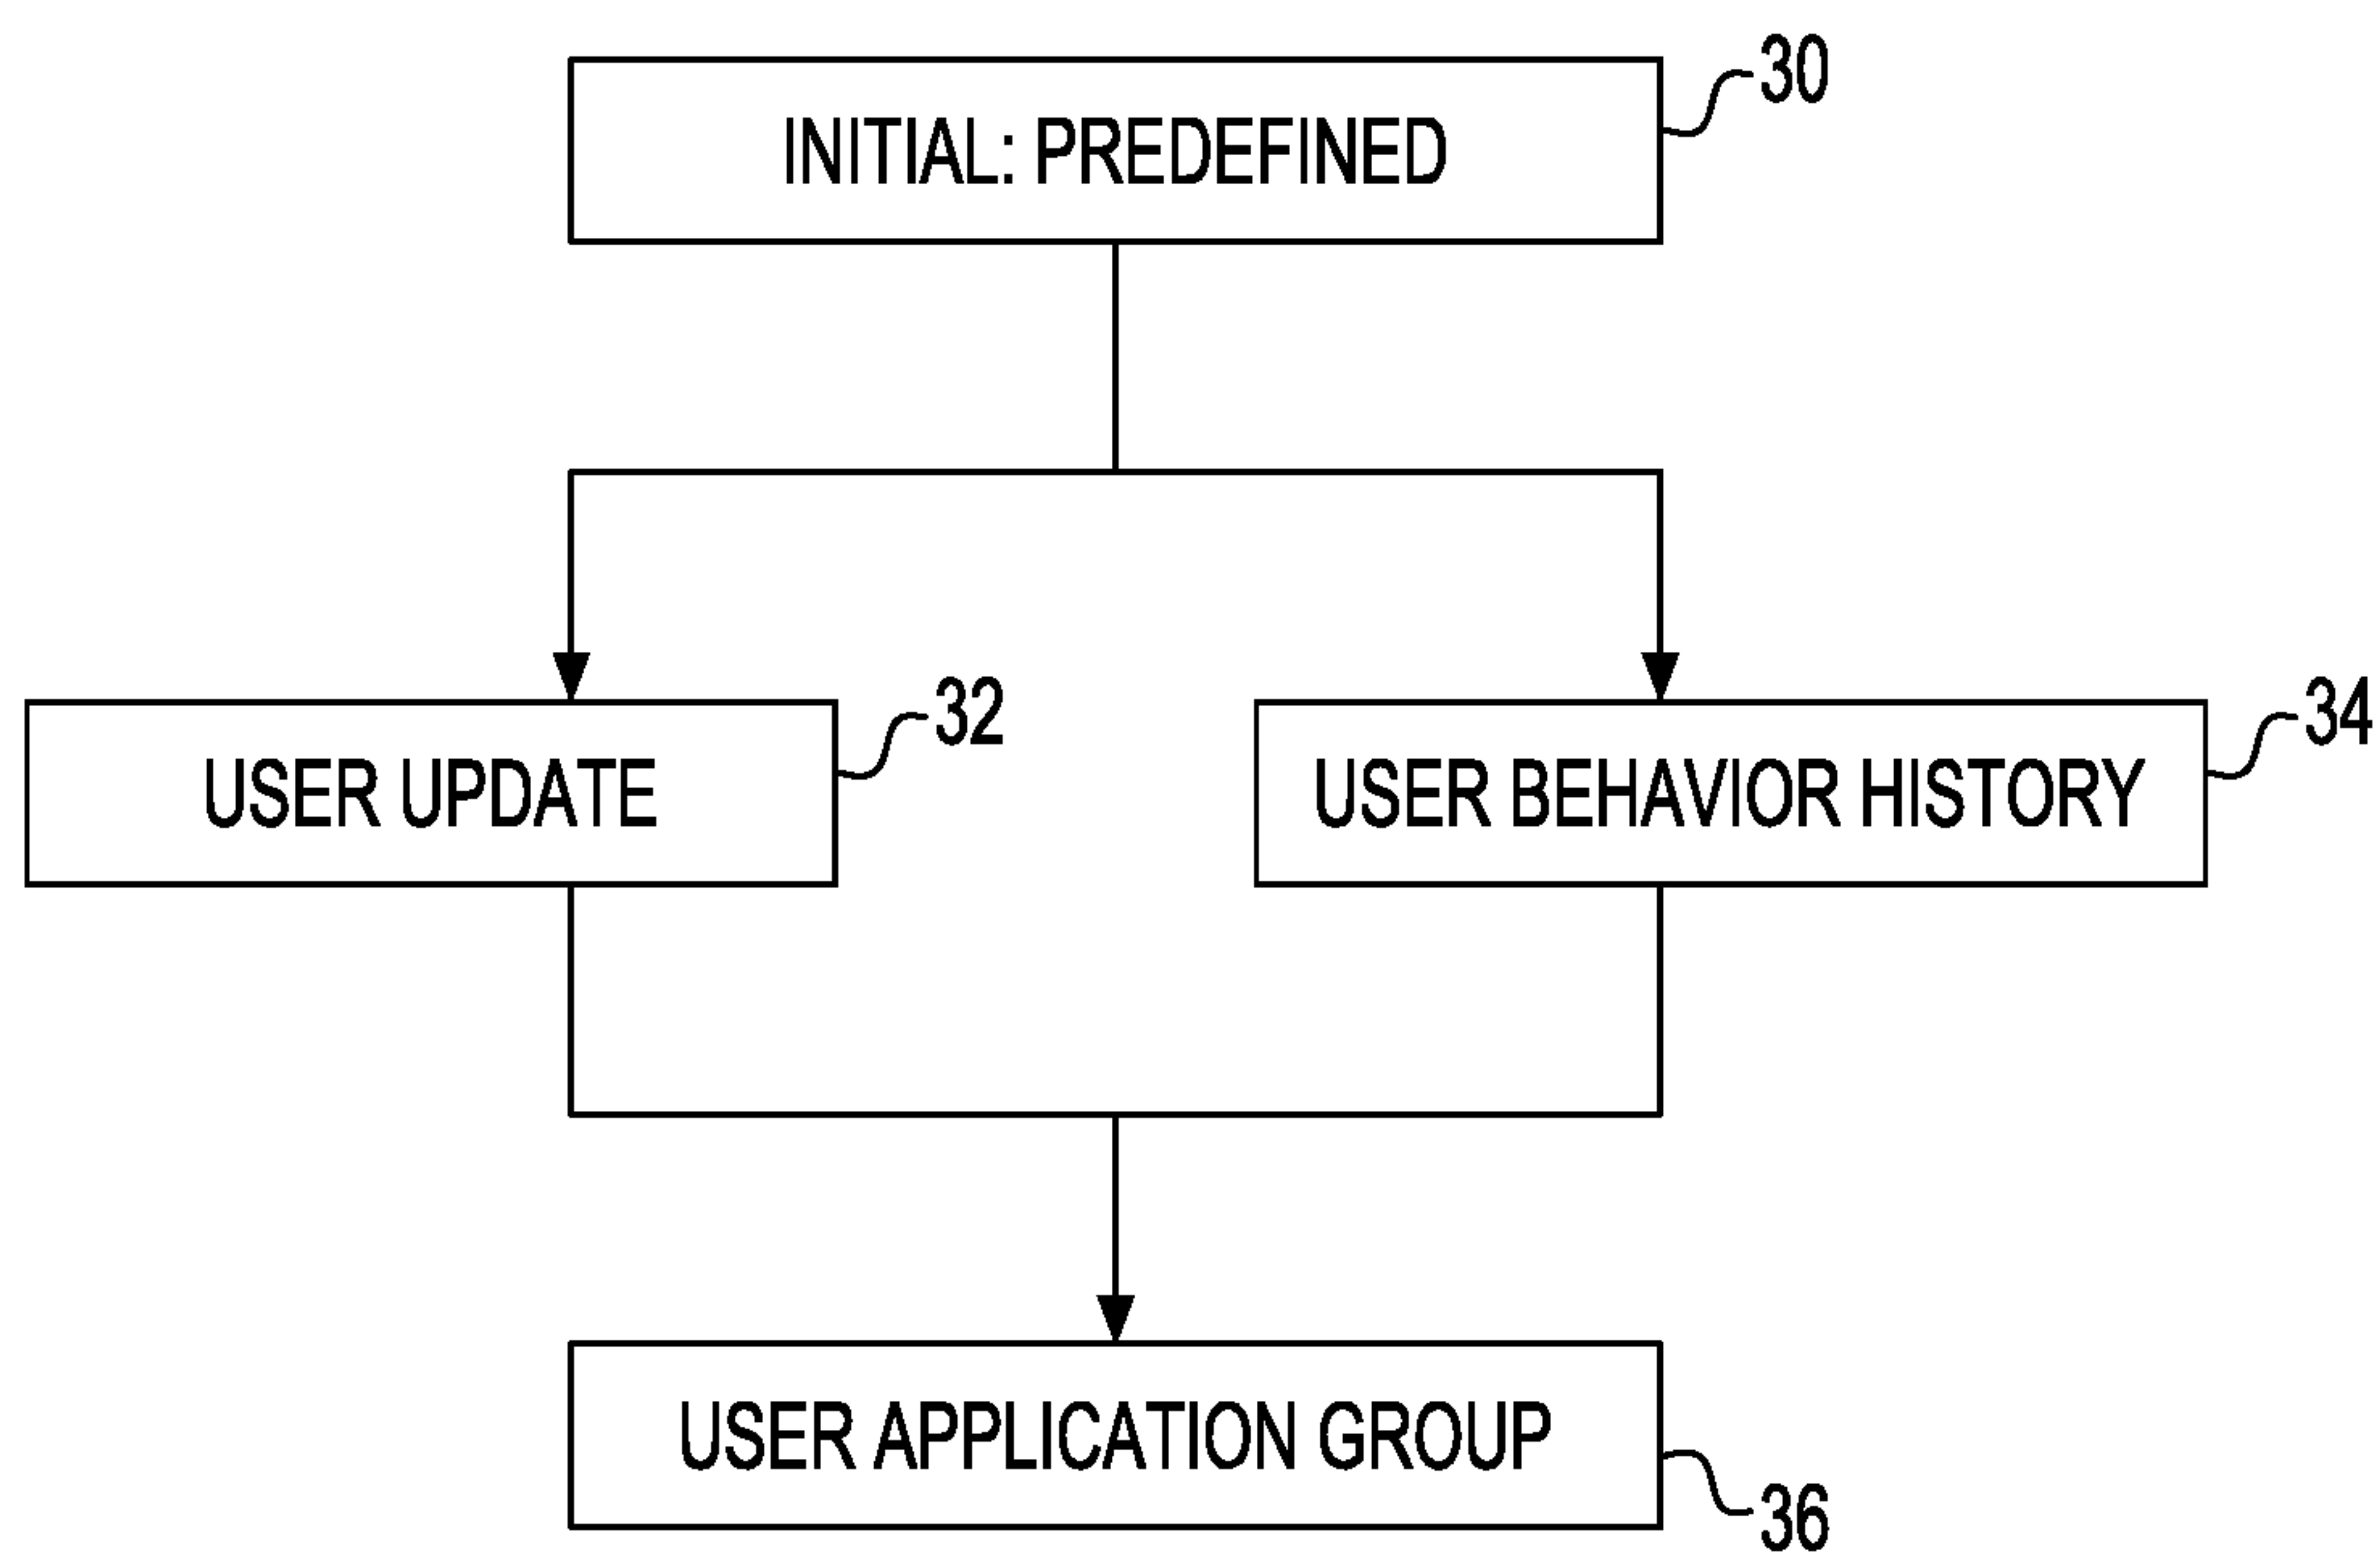 INITIAL: PREDEFINED
30
USER UPDATE
32
USER BEHAVIOR HISTORY
34
USER APPLICATION GROUP
36